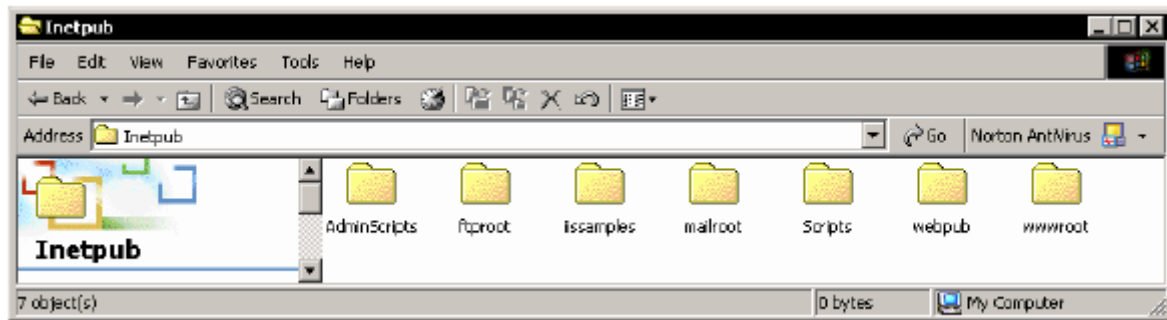 Inetpub
File Edit View Favorites Tools Help
Back Search Folders
Address Inetpub Go Norton AntiVirus
Inetpub
AdminScripts ftproot iissamples mailroot Scripts webpub wwwroot
7 object(s) 0 bytes My Computer